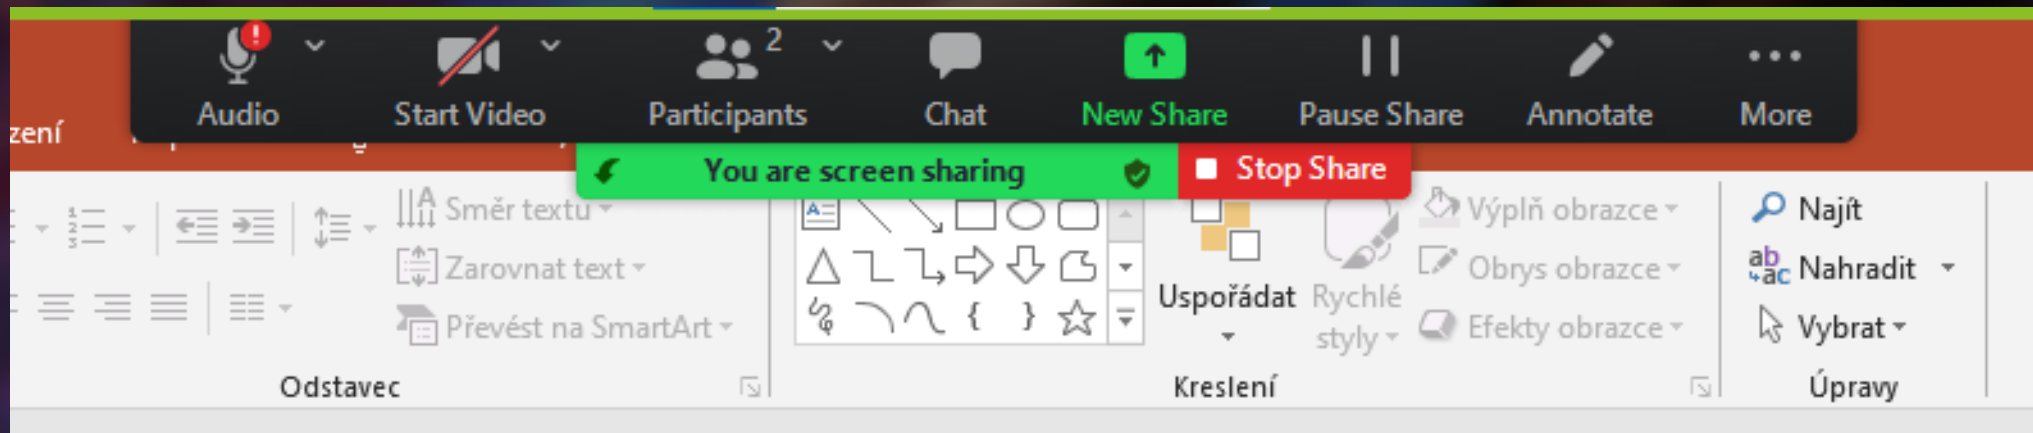 2
Audio
Start Video
Participants
Chat
New Share
Pause Share
Annotate
More
zení
You are screen sharing
Stop Share
Směr textu
Zarovnat text
Převést na SmartArt
Odstavec
Uspořádat
Rychlé
styly
Výplň obrazce
Obrys obrazce
Efekty obrazce
Kreslení
Najít
Nahradit
Vybrat
Úpravy